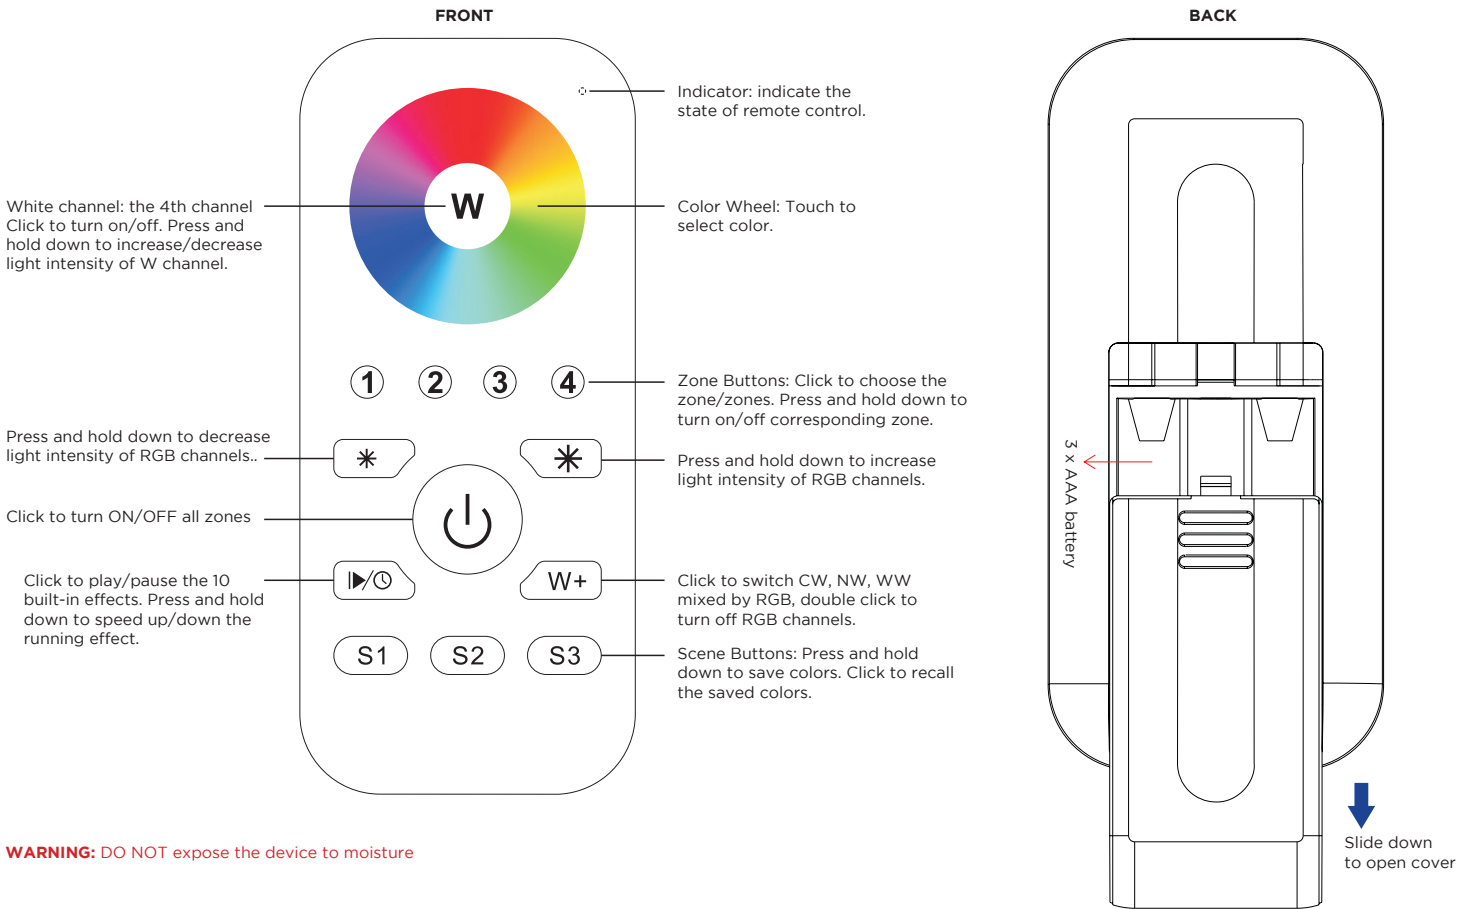 FRONT
BACK
Indicator: indicate the
state of remote control.
White channel: the 4th channel
Click to turn on/off. Press and
hold down to increase/decrease
light intensity of W channel.
W
Color Wheel: Touch to
select color.
1 2 3 4
Zone Buttons: Click to choose the
zone/zones. Press and hold down to
turn on/off corresponding zone.
Press and hold down to decrease
light intensity of RGB channels..
Press and hold down to increase
light intensity of RGB channels.
3 x AAA battery
Click to turn ON/OFF all zones
Click to play/pause the 10
built-in effects. Press and hold
down to speed up/down the
running effect.
W+
Click to switch CW, NW, WW
mixed by RGB, double click to
turn off RGB channels.
S1 S2 S3
Scene Buttons: Press and hold
down to save colors. Click to recall
the saved colors.
WARNING: DO NOT expose the device to moisture
Slide down
to open cover